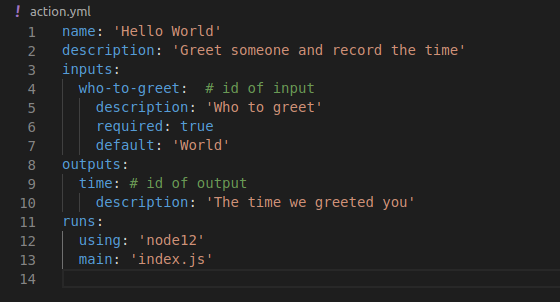 ! action.yml
1 name: 'Hello World'
2 description: 'Greet someone and record the time'
3 inputs:
4   who-to-greet:  # id of input
5     description: 'Who to greet'
6     required: true
7     default: 'World'
8 outputs:
9   time: # id of output
10     description: 'The time we greeted you'
11 runs:
12   using: 'node12'
13   main: 'index.js'
14